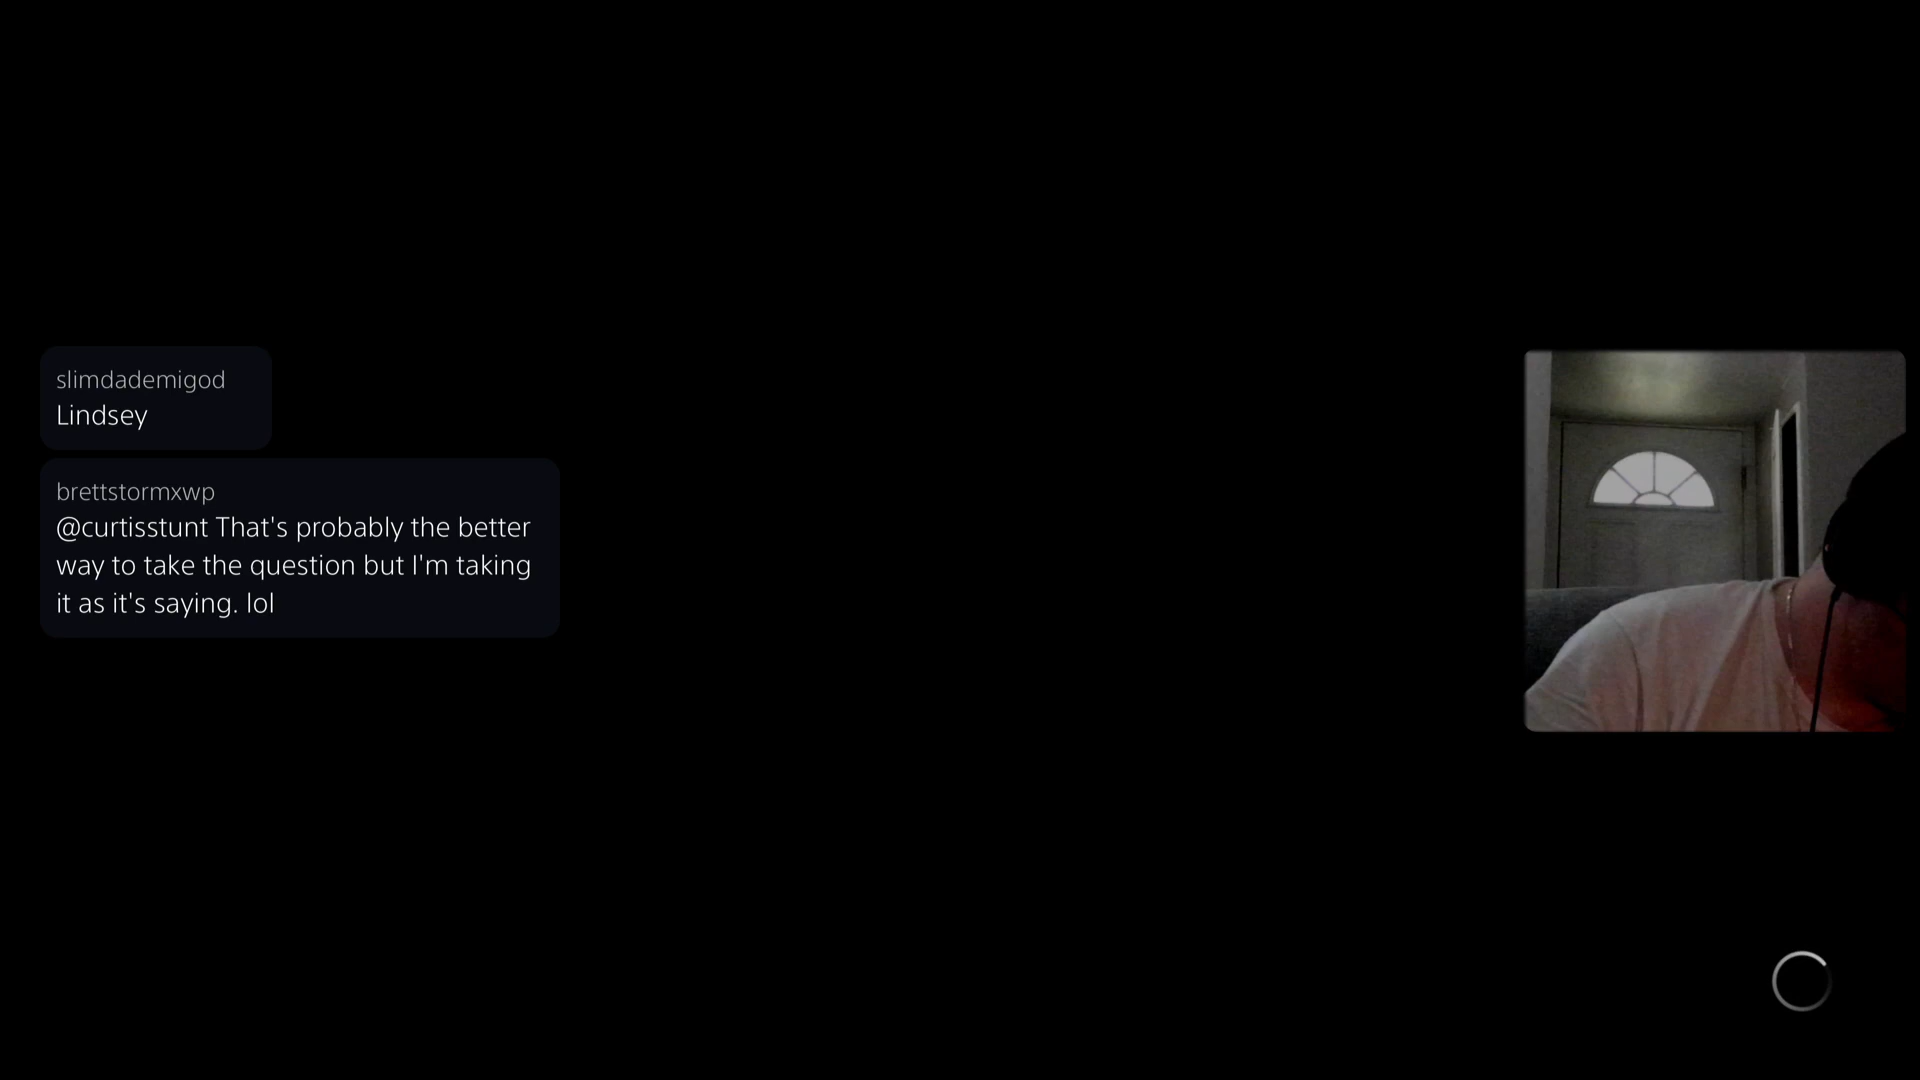 slimdademigod
Lindsey
brettstormxwp
@curtisstunt That's probably the better
way to take the question but I'm taking
it as it's saying. lol